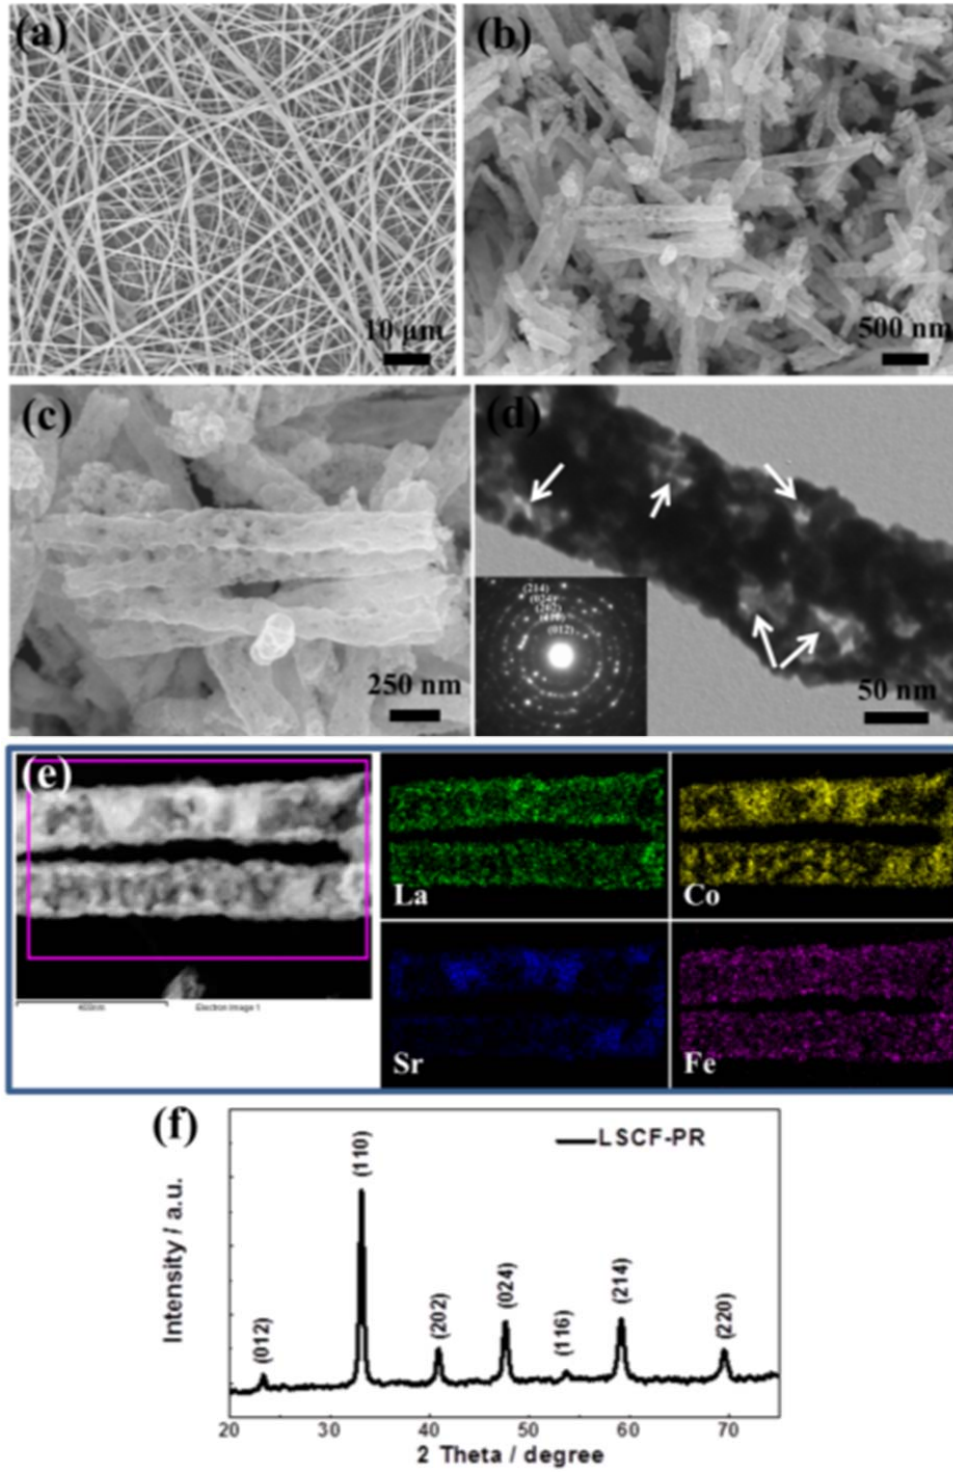 (a)
10 μm
(b)
500 nm
(c)
250 nm
(d)
(214)
(024)
(202)
(110)
(012)
50 nm
(e)
400nm
Electron Image 1
La
Co
Sr
Fe
(f)
LSCF-PR
Intensity / a.u.
(012)
(110)
(202)
(024)
(116)
(214)
(220)
20 30 40 50 60 70
2 Theta / degree